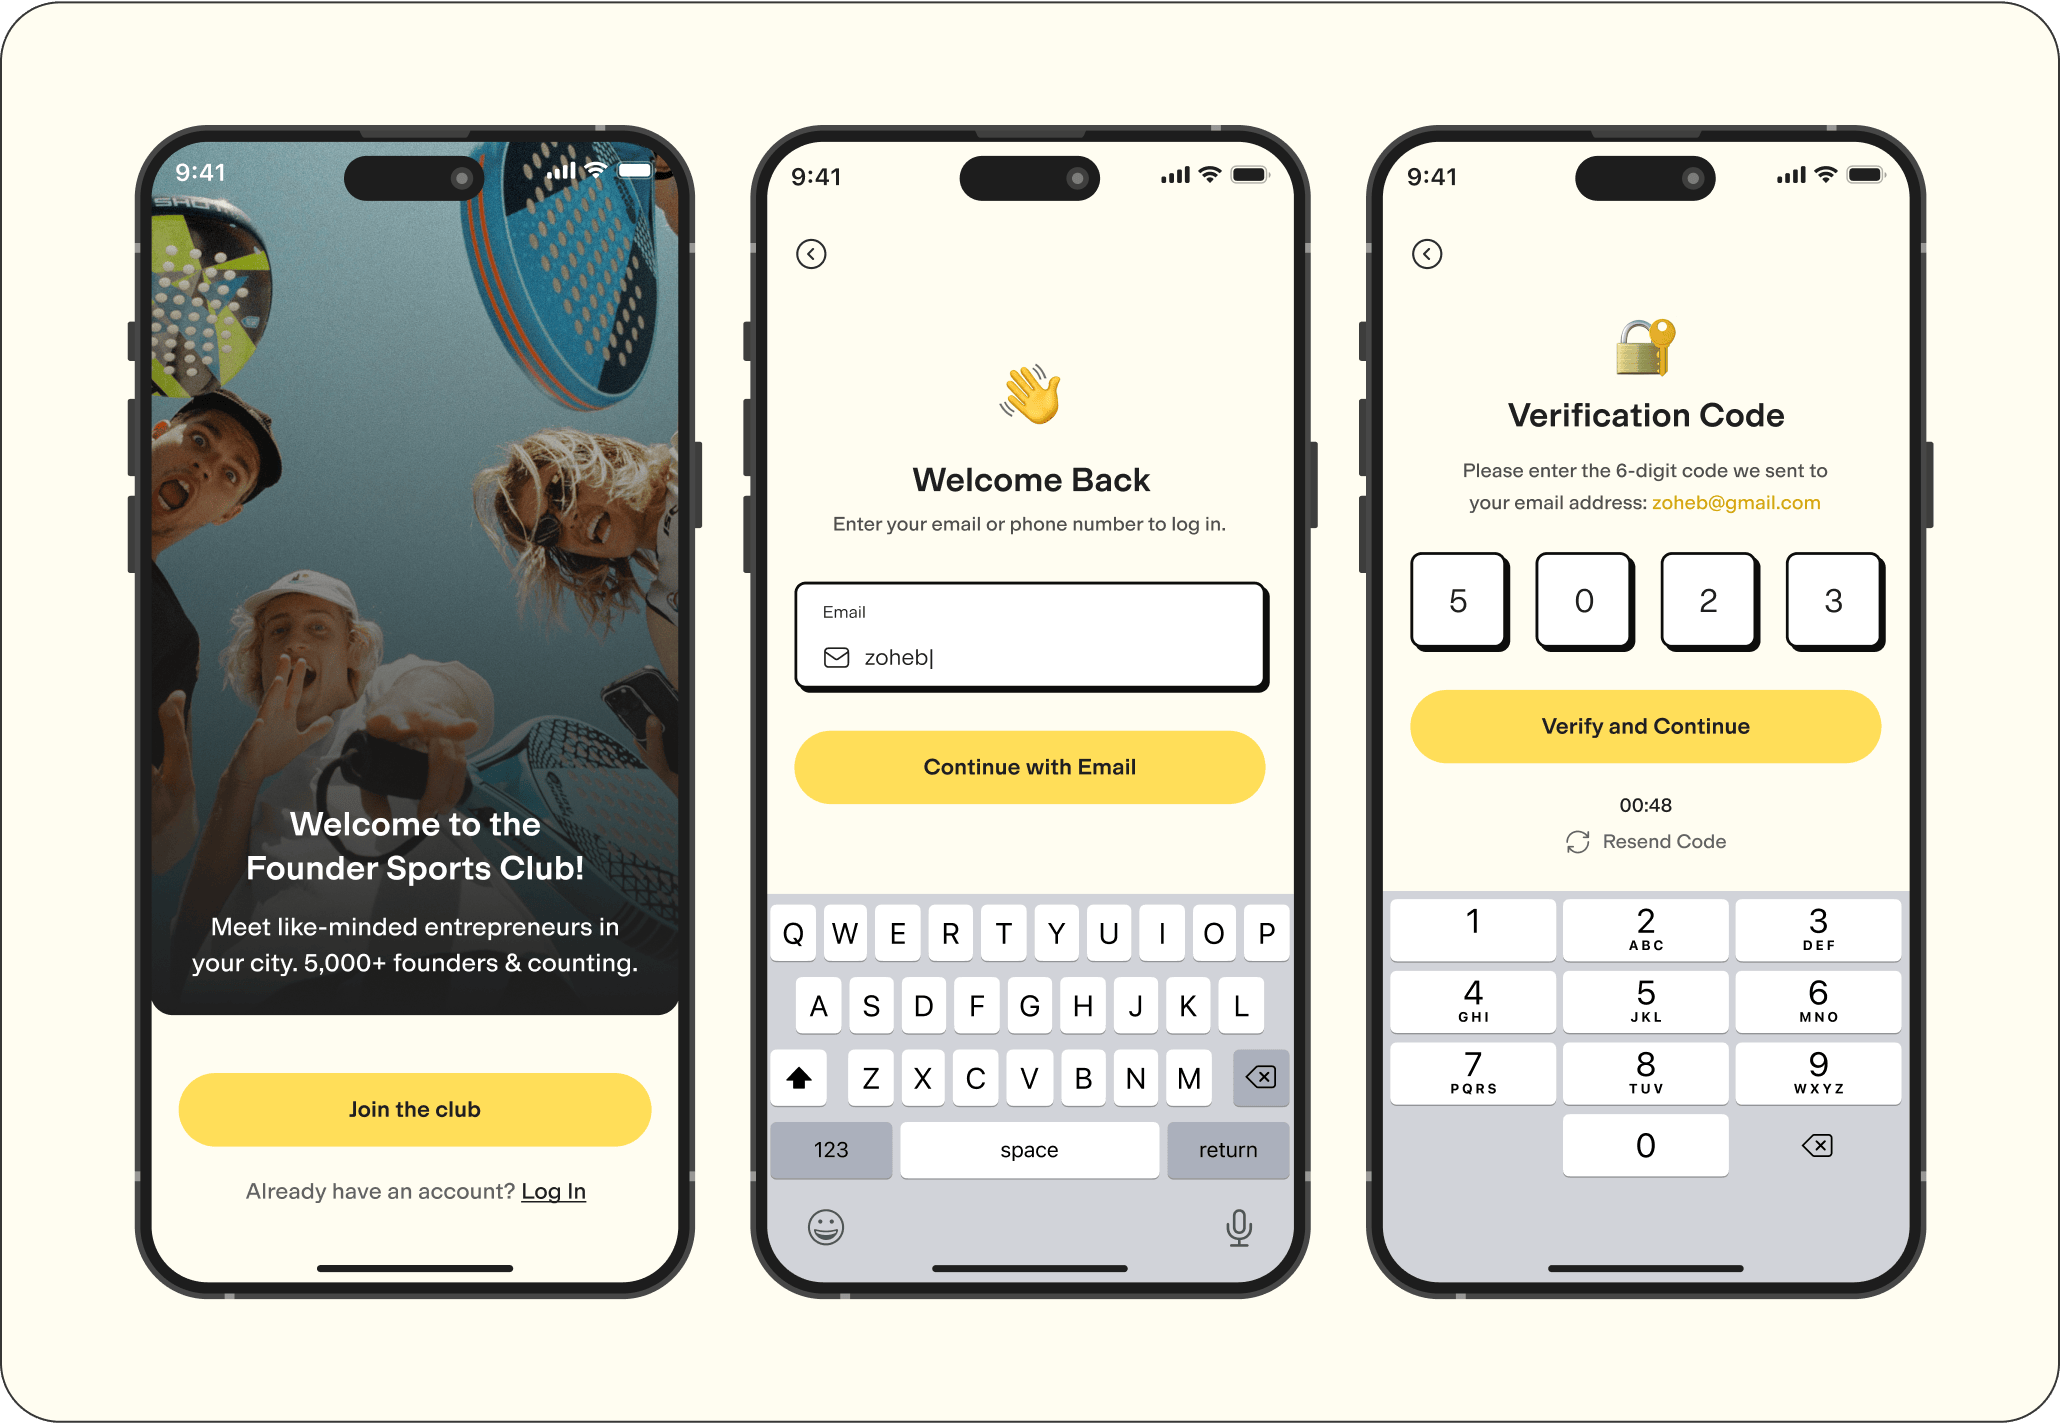 9:41
SHOT
Welcome to the
Founder Sports Club!
Meet like-minded entrepreneurs in
your city. 5,000+ founders & counting.
Join the club
Already have an account? Log In
9:41
Welcome Back
Enter your email or phone number to log in.
Email
zoheb
Continue with Email
Q W E R T Y U I O P
A S D F G H J K L
Z X C V B N M
123 space return
9:41
Verification Code
Please enter the 6-digit code we sent to
your email address: zoheb@gmail.com
5 0 2 3
Verify and Continue
00:48
Resend Code
1 2 3
ABC DEF
4 5 6
GHI JKL MNO
7 8 9
PQRS TUV WXYZ
0